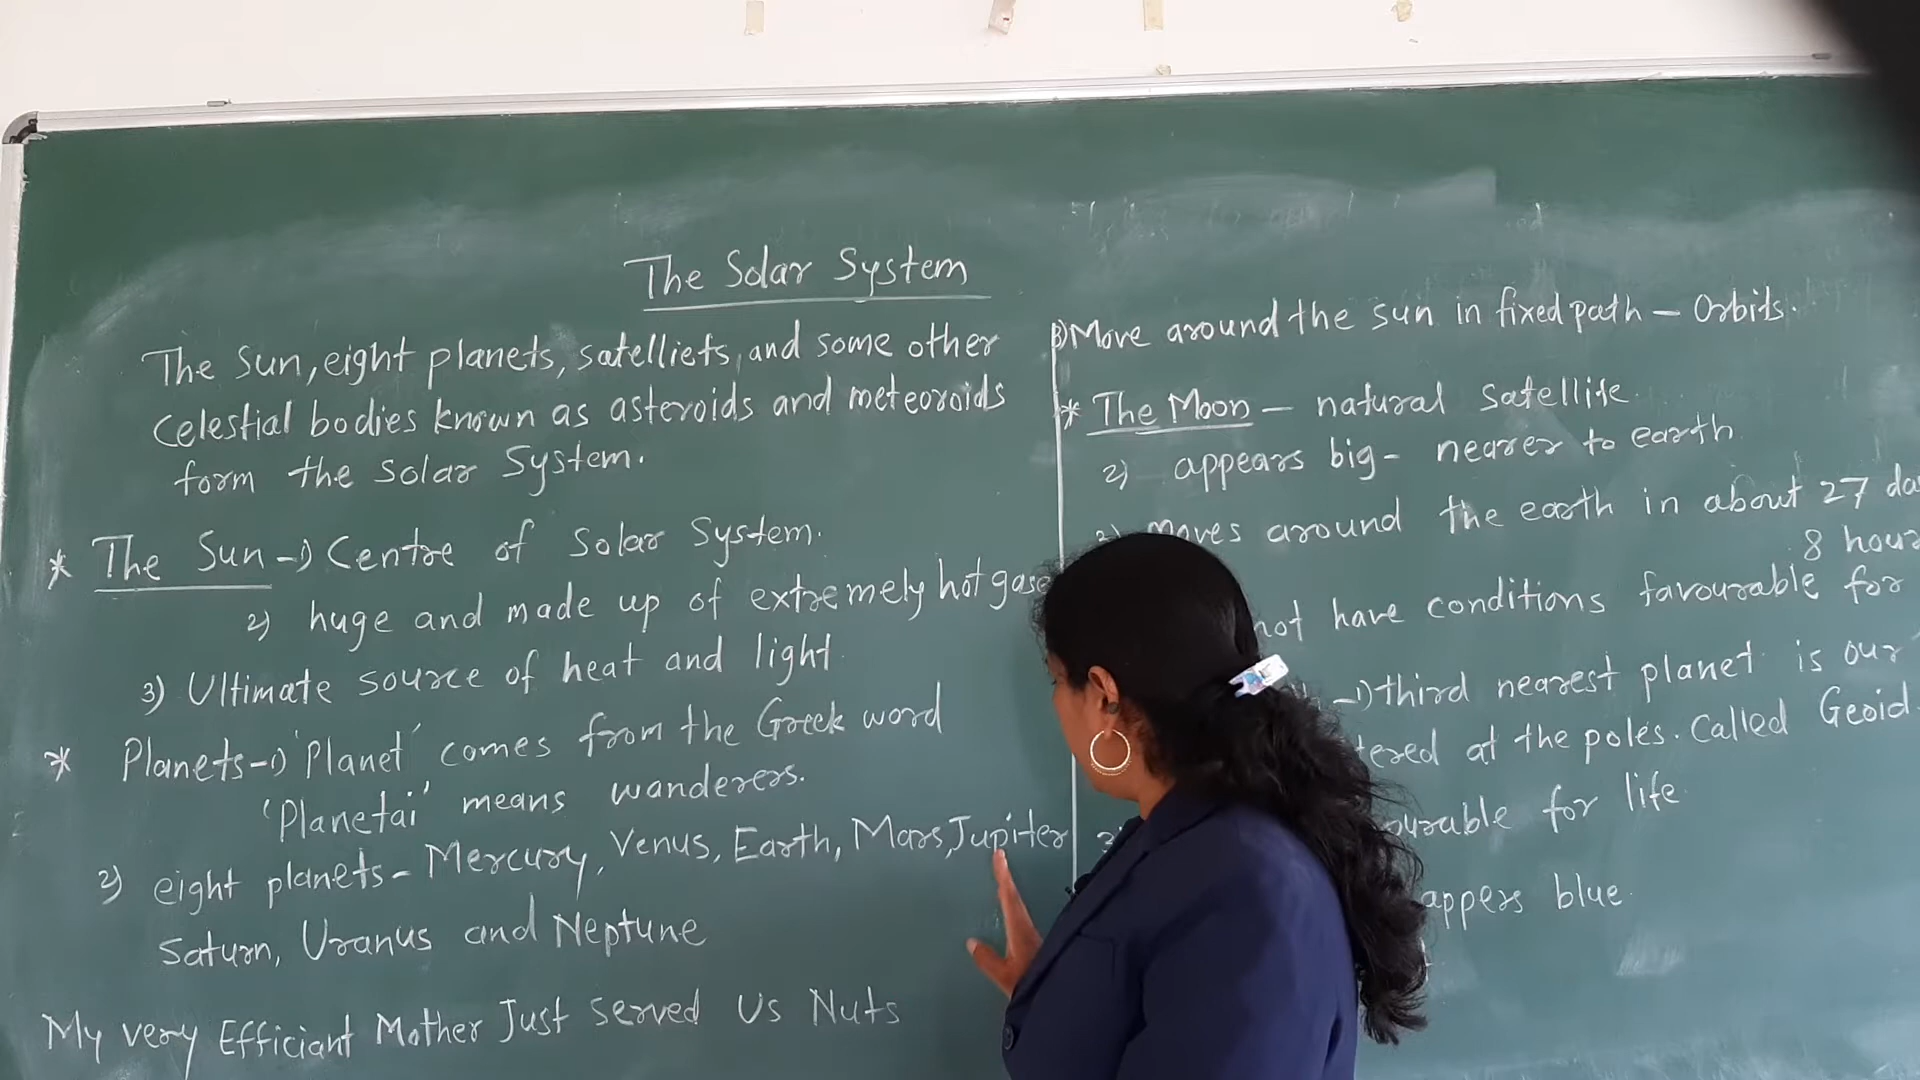 The Solar System
The Sun, eight planets, satelliets, and some other
Celestial bodies known as asteroids and meteoroids
form the Solar System.
* The Sun -1) Centre of Solar System.
2) huge and made up of extremely hot gase
3) Ultimate source of heat and light
* Planets -1) 'Planet' comes from the Greek word
'Planetai' means wanderers.
2) eight planets - Mercury, Venus, Earth, Mars, Jupiter
Saturn, Uranus and Neptune
My very Efficiant Mother Just Served Us Nuts
3) Move around the sun in fixed path - Orbits.
* The Moon - natural satellite
2) appears big - nearer to earth
3) moves around the earth in about 27 da
8 hour
not have conditions favourable for
-1) third nearest planet is our
tered at the poles. Called Geoid
3) ourable for life
appers blue.